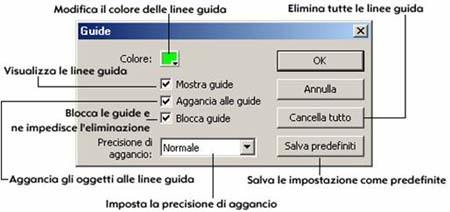 Modifica il colore delle linee guida
Elimina tutte le linee guida
Guide
Colore:
OK
Visualizza le linee guida
Mostra guide
Annulla
Aggancia alle guide
Blocca le guide e
ne impedisce l'eliminazione
Blocca guide
Cancella tutto
Precisione di
aggancio:
Normale
Salva predefiniti
Aggancia gli oggetti alle linee guida
Salva le impostazione come predefinite
Imposta la precisione di aggancio